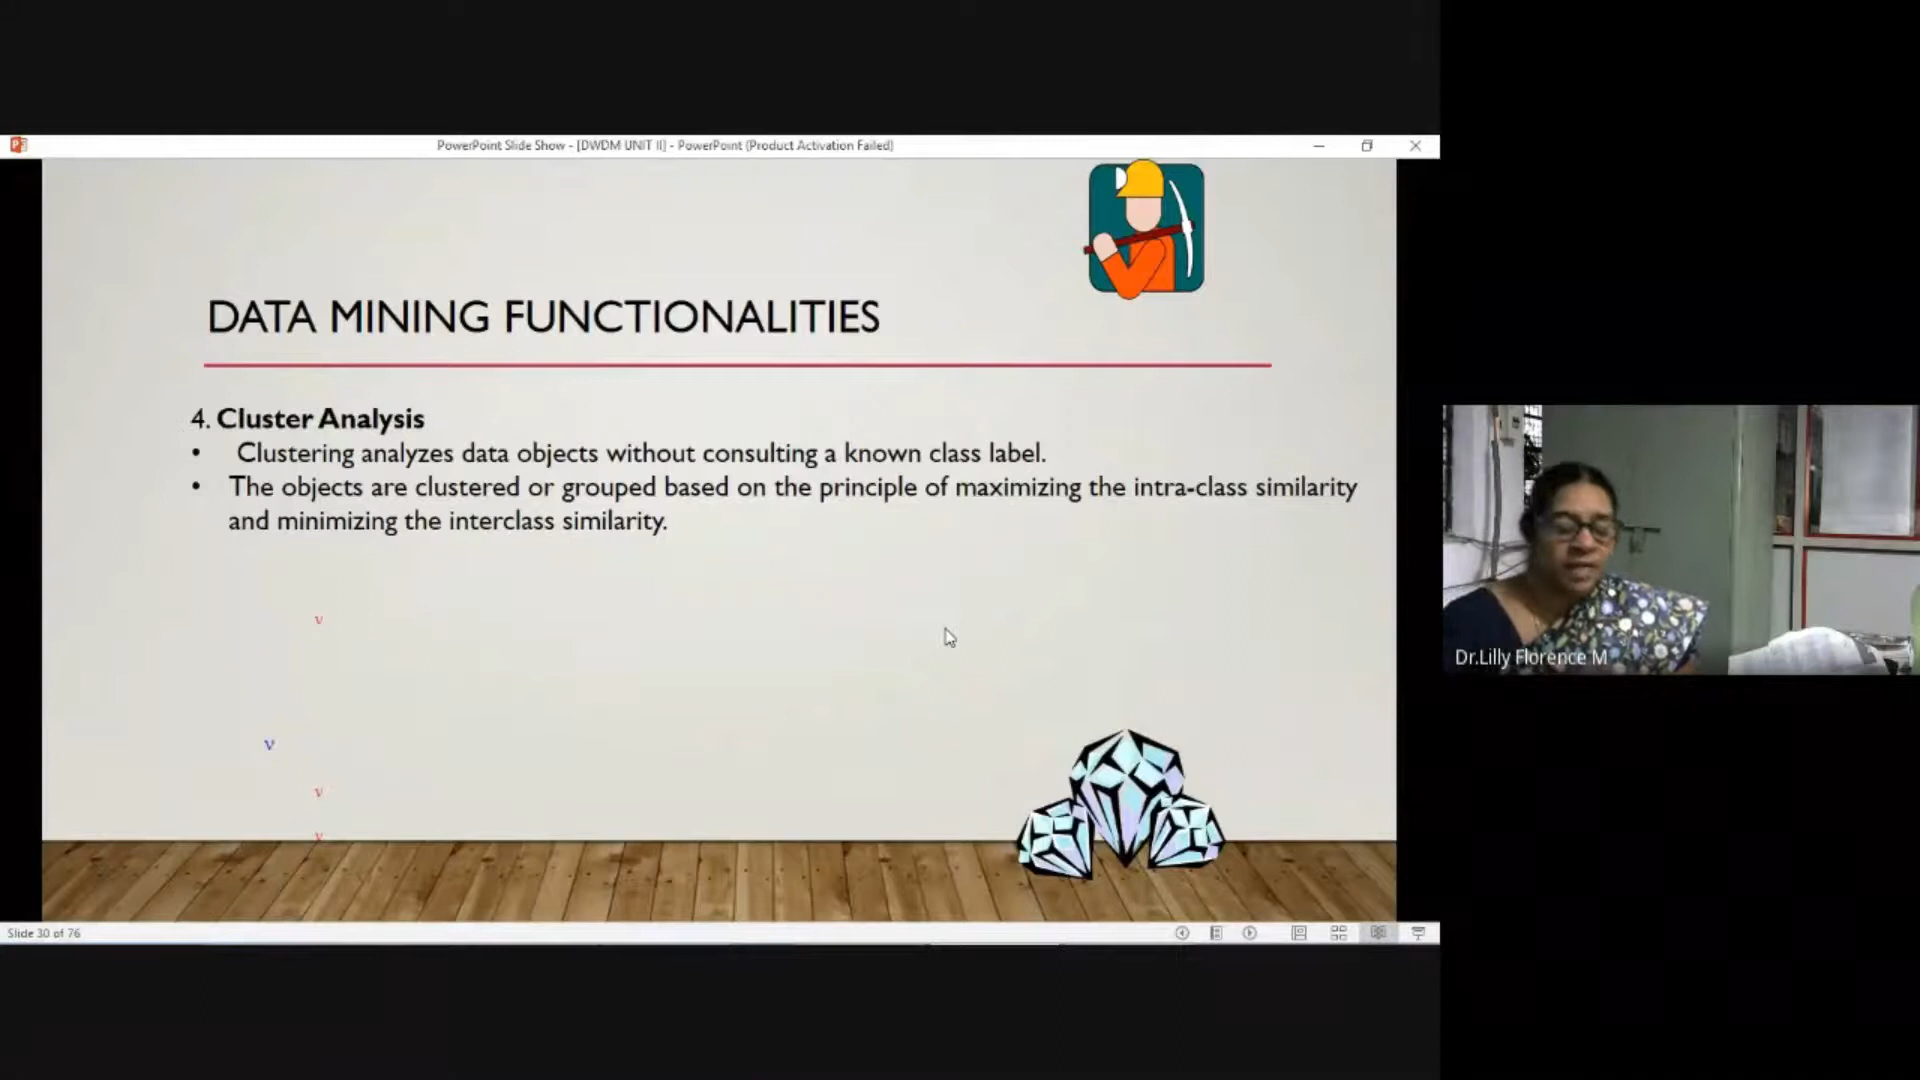 PowerPoint Slide Show - [DWDM UNIT II] - PowerPoint (Product Activation Failed)
DATA MINING FUNCTIONALITIES
4. Cluster Analysis
• Clustering analyzes data objects without consulting a known class label.
• The objects are clustered or grouped based on the principle of maximizing the intra-class similarity
and minimizing the interclass similarity.
v
v
v
v
Dr.Lilly Florence M
Slide 30 of 76